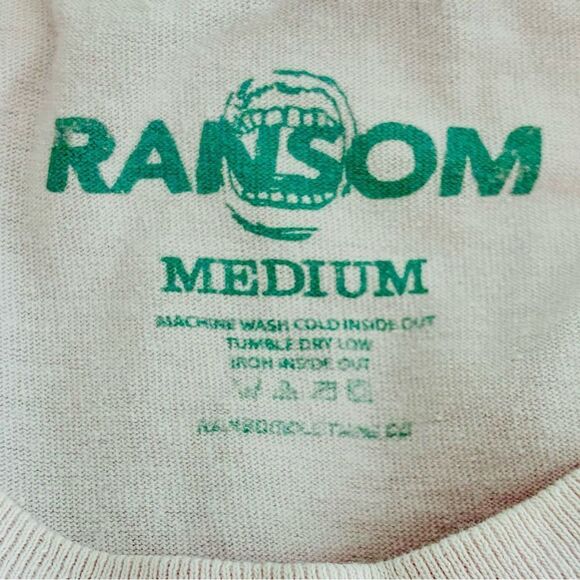 RANSOM
MEDIUM
MACHINE WASH COLD INSIDE OUT
TUMBLE DRY LOW
IRON INSIDE OUT